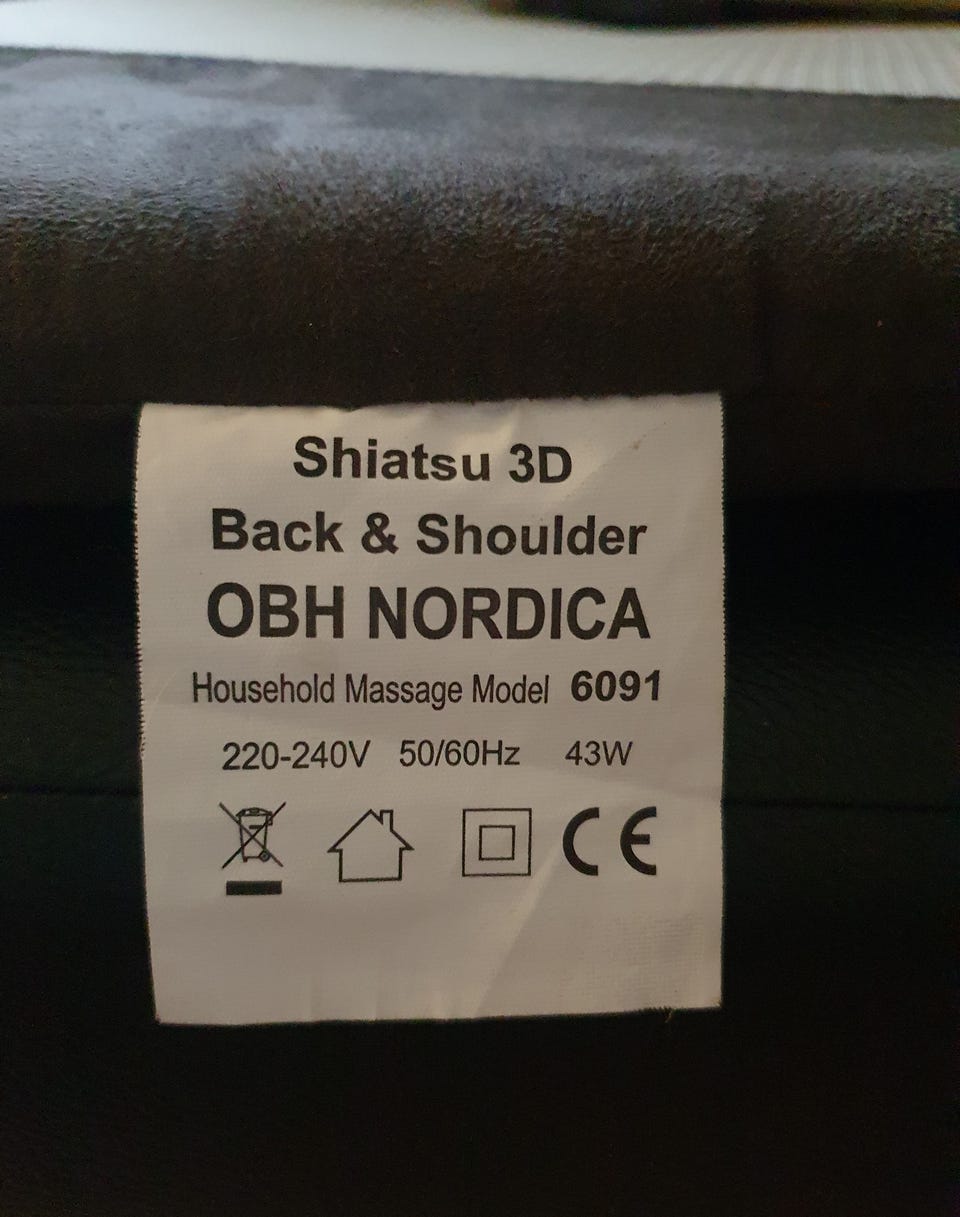 Shiatsu 3D
Back & Shoulder
OBH NORDICA
Household Massage Model 6091
220-240V 50/60Hz 43W
CE